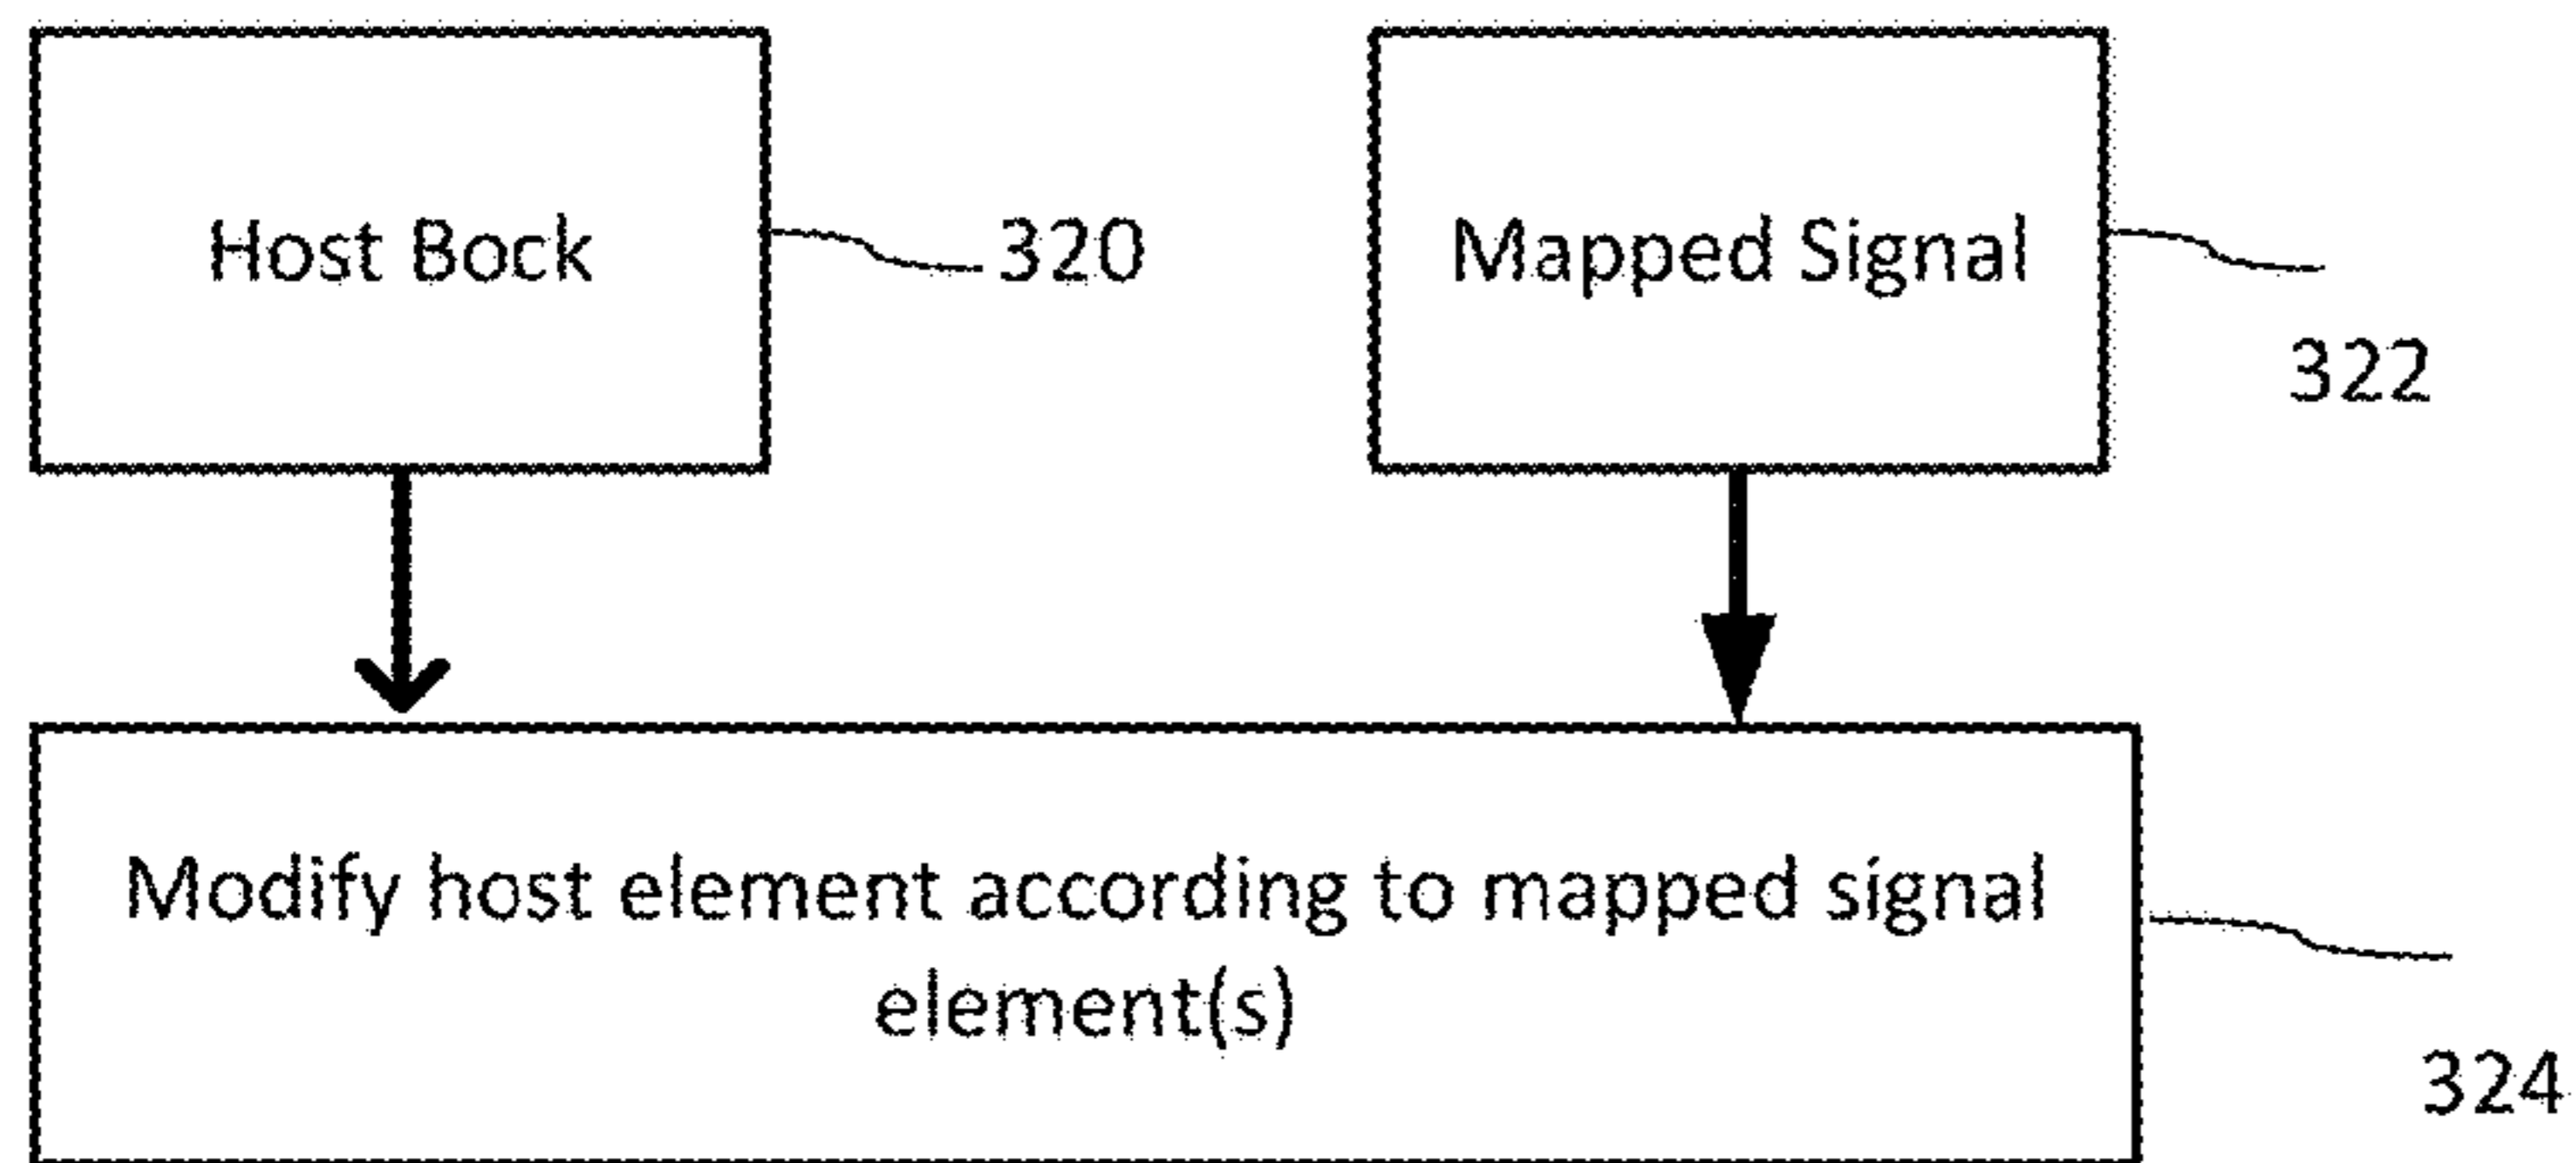 Host Bock
320
Mapped Signal
322
Modify host element according to mapped signal
element(s)
324